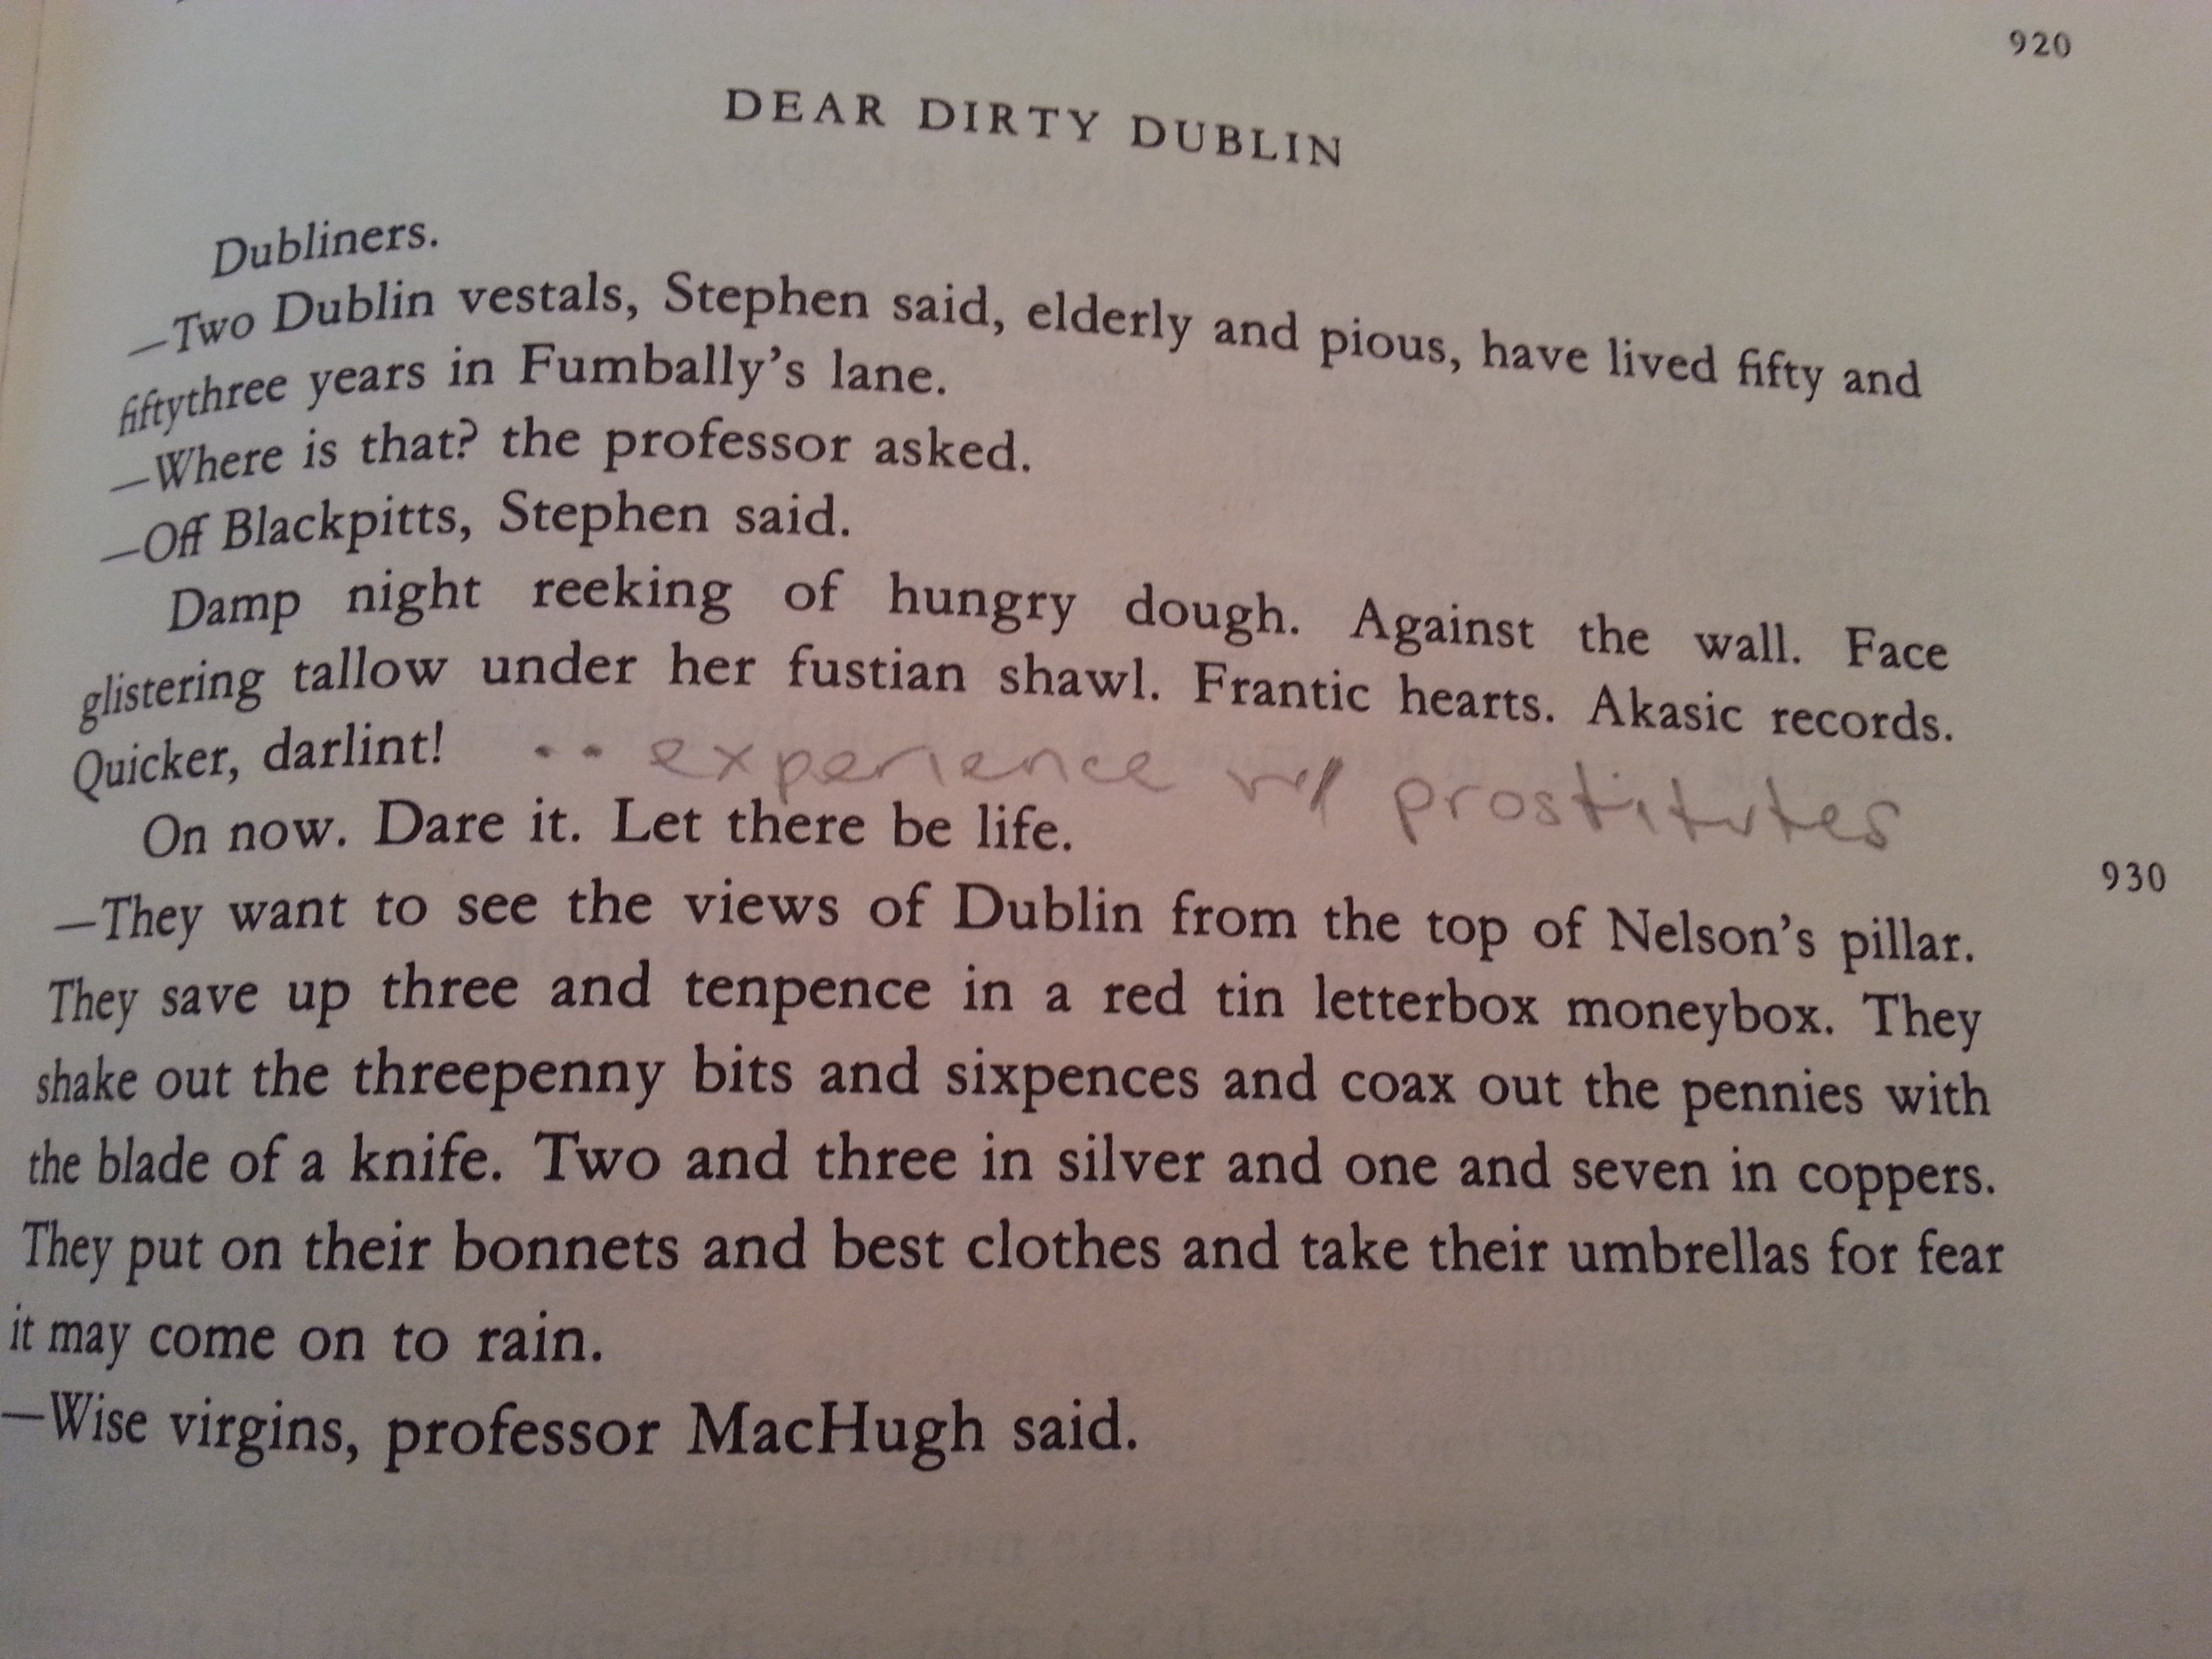 920
DEAR DIRTY DUBLIN
Dubliners.
—Two Dublin vestals, Stephen said, elderly and pious, have lived fifty and
fiftythree years in Fumbally's lane.
—Where is that? the professor asked.
—Off Blackpitts, Stephen said.
Damp night reeking of hungry dough. Against the wall. Face
glistering tallow under her fustian shawl. Frantic hearts. Akasic records.
Quicker, darlint! .. experience w/ prostitutes
On now. Dare it. Let there be life.
930
—They want to see the views of Dublin from the top of Nelson's pillar.
They save up three and tenpence in a red tin letterbox moneybox. They
shake out the threepenny bits and sixpences and coax out the pennies with
the blade of a knife. Two and three in silver and one and seven in coppers.
They put on their bonnets and best clothes and take their umbrellas for fear
it may come on to rain.
—Wise virgins, professor MacHugh said.